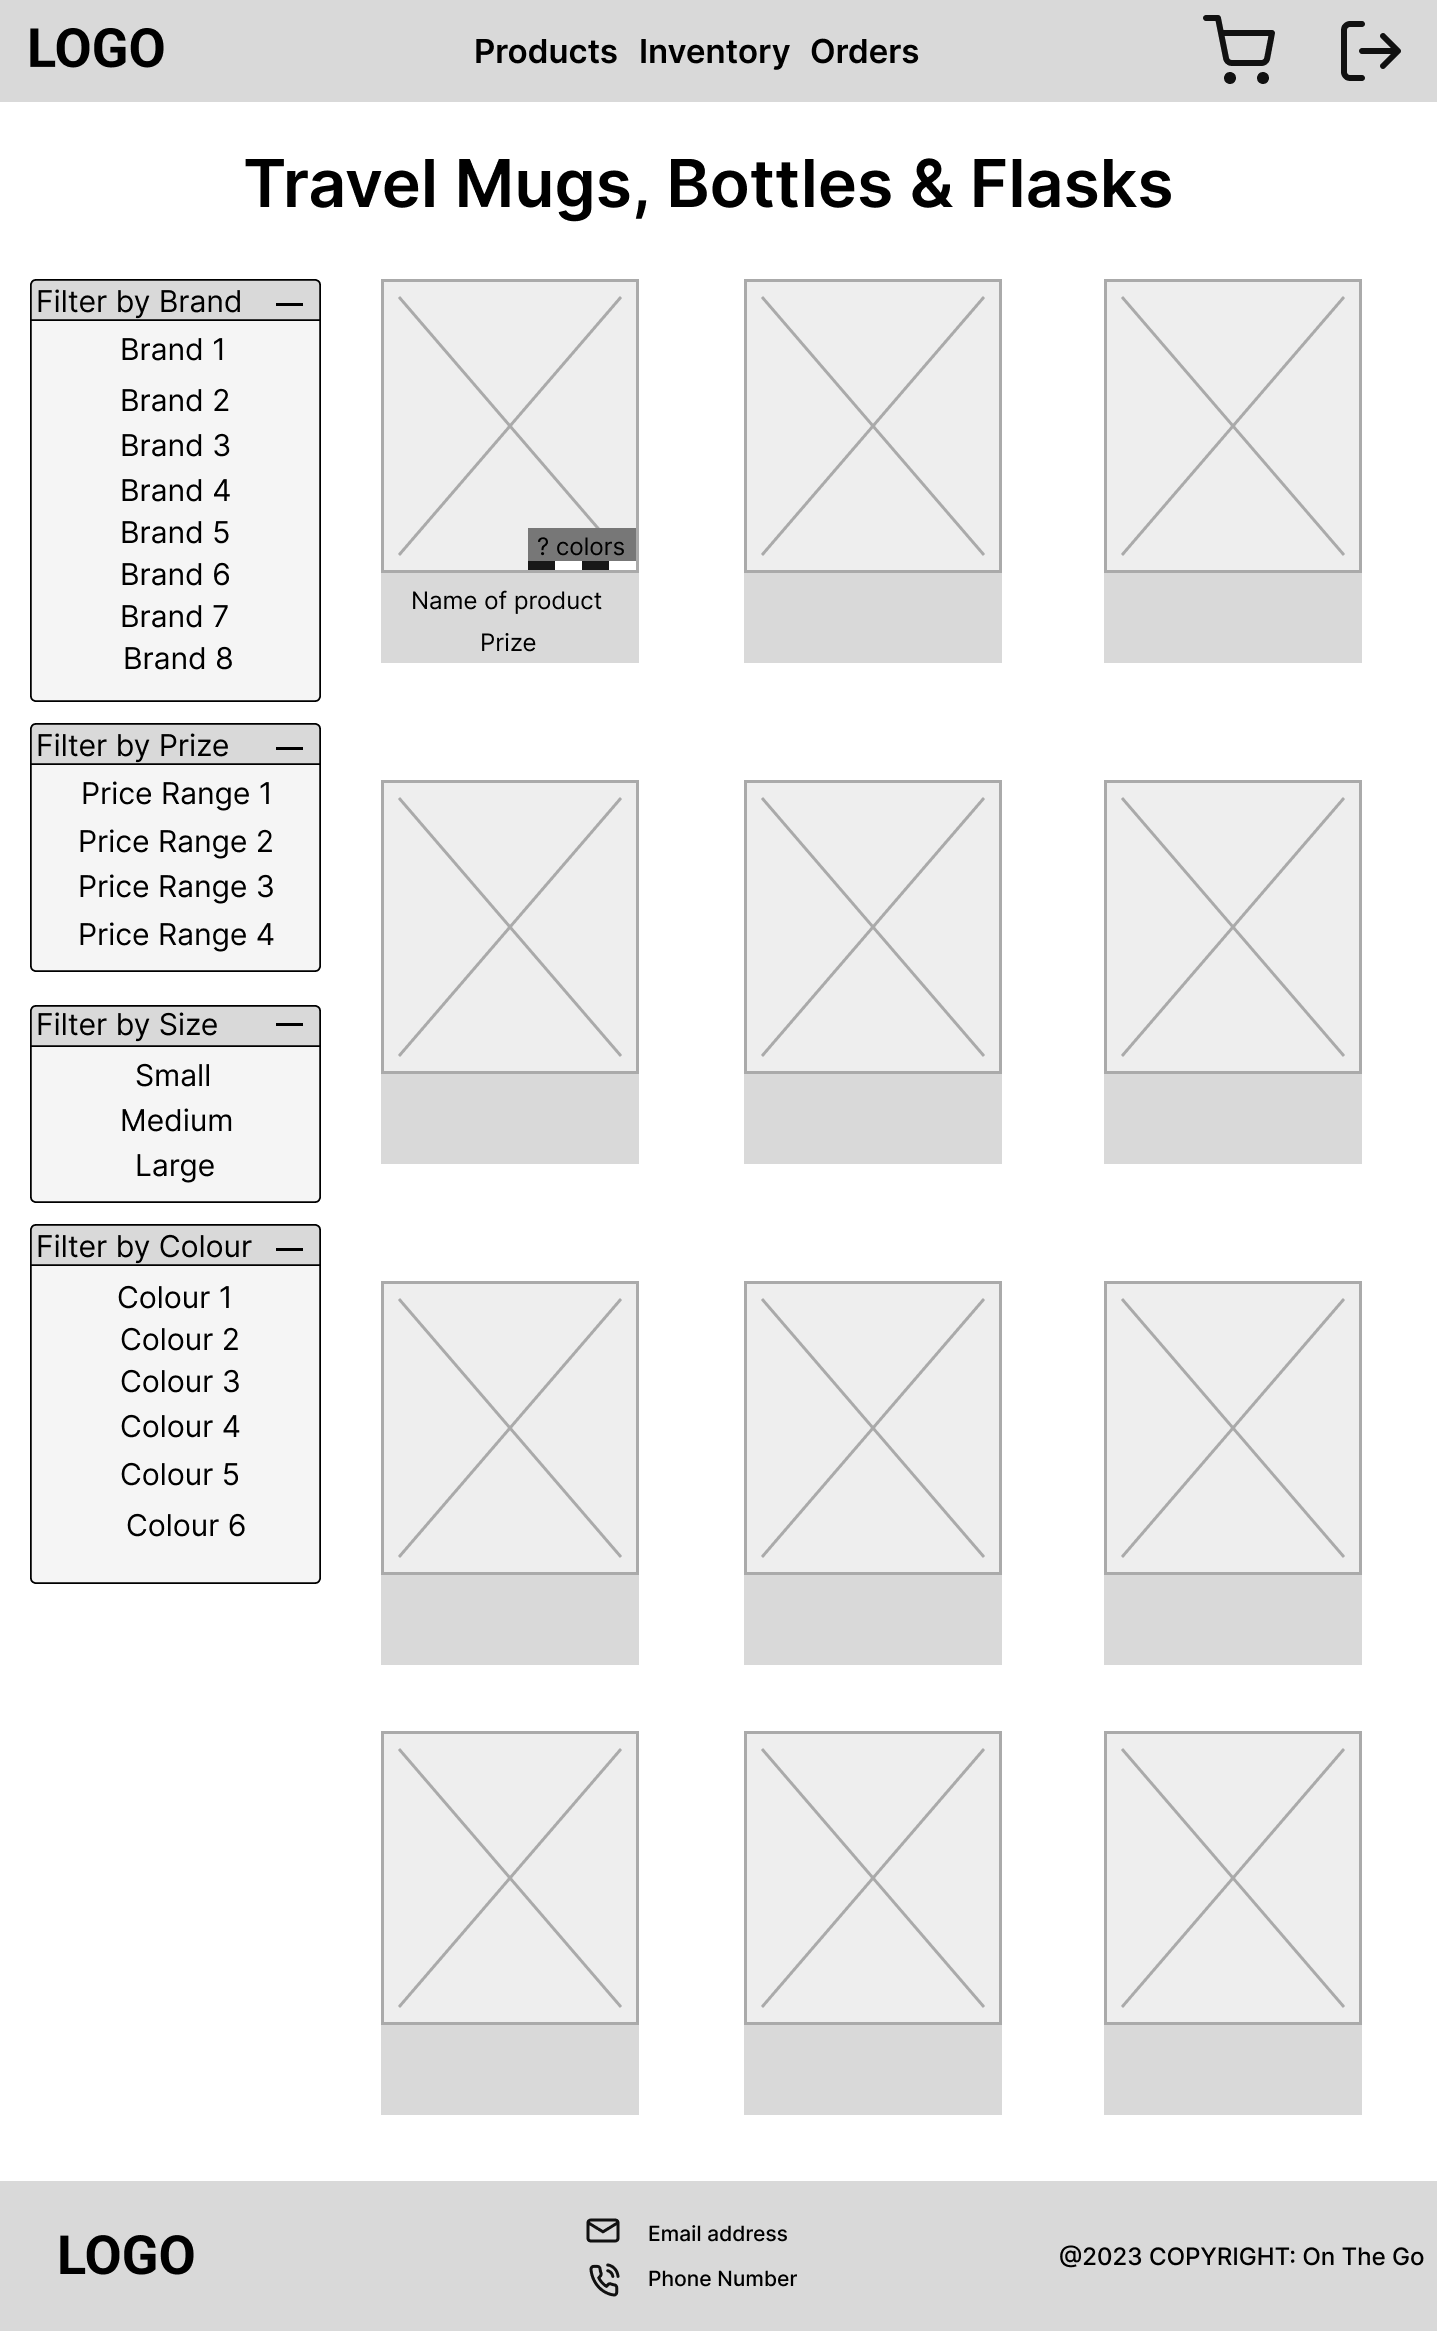 LOGO
Products Inventory Orders
Travel Mugs, Bottles & Flasks
Filter by Brand
Brand 1
Brand 2
Brand 3
Brand 4
Brand 5
Brand 6
Brand 7
Brand 8
Filter by Prize
Price Range 1
Price Range 2
Price Range 3
Price Range 4
Filter by Size
Small
Medium
Large
Filter by Colour
Colour 1
Colour 2
Colour 3
Colour 4
Colour 5
Colour 6
? colors
Name of product
Prize
LOGO
Email address
Phone Number
@2023 COPYRIGHT: On The Go